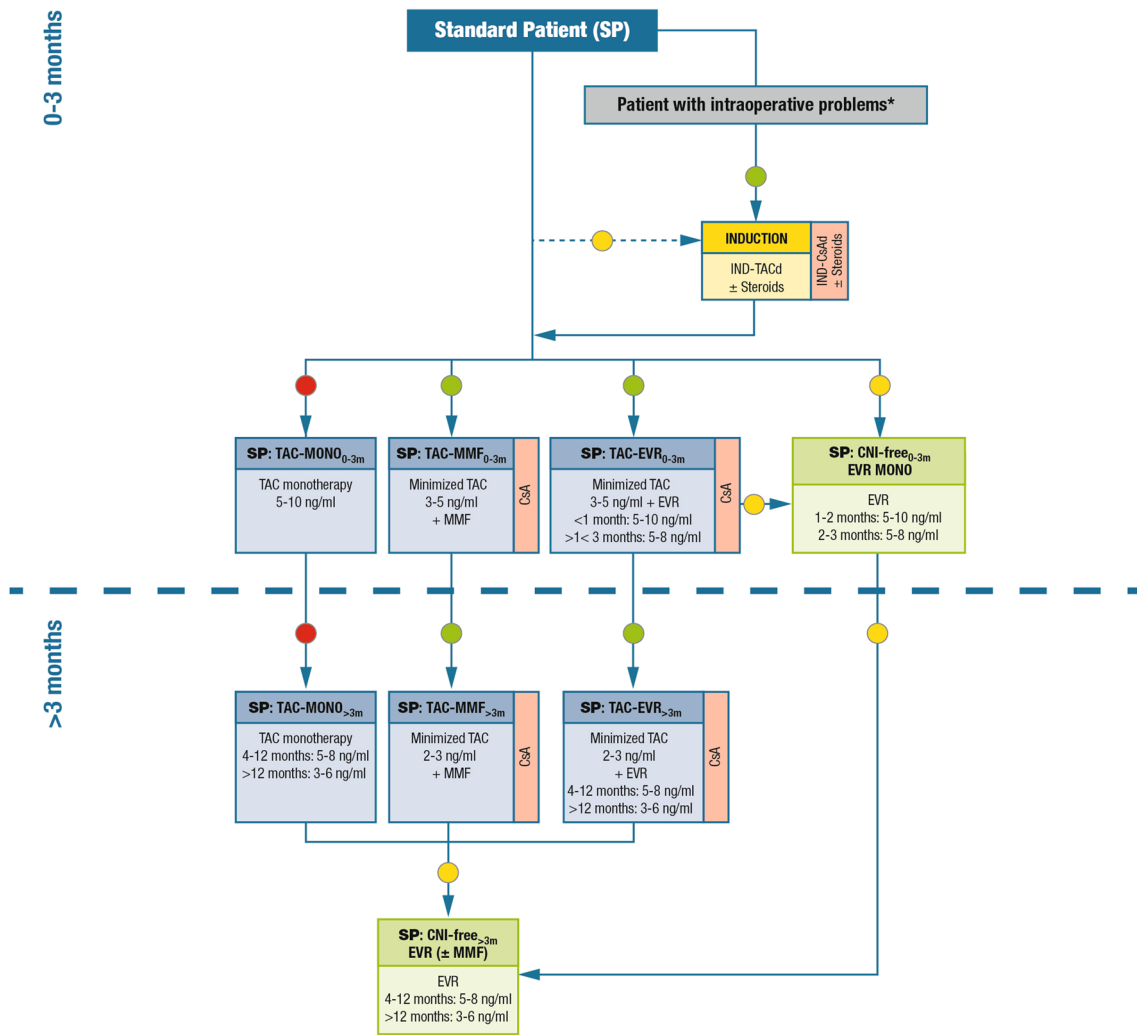 0-3 months
Standard Patient (SP)
Patient with intraoperative problems*
INDUCTION
IND-TACd
± Steroids
IND-CsAd
± Steroids
SP: TAC-MONO0-3m
TAC monotherapy
5-10 ng/ml
SP: TAC-MMF0-3m
Minimized TAC
3-5 ng/ml
+ MMF
CsA
SP: TAC-EVR0-3m
Minimized TAC
3-5 ng/ml + EVR
<1 month: 5-10 ng/ml
>1< 3 months: 5-8 ng/ml
CsA
SP: CNI-free0-3m
EVR MONO
EVR
1-2 months: 5-10 ng/ml
2-3 months: 5-8 ng/ml
>3 months
SP: TAC-MONO>3m
TAC monotherapy
4-12 months: 5-8 ng/ml
>12 months: 3-6 ng/ml
SP: TAC-MMF>3m
Minimized TAC
2-3 ng/ml
+ MMF
CsA
SP: TAC-EVR>3m
Minimized TAC
2-3 ng/ml
+ EVR
4-12 months: 5-8 ng/ml
>12 months: 3-6 ng/ml
CsA
SP: CNI-free>3m
EVR (± MMF)
EVR
4-12 months: 5-8 ng/ml
>12 months: 3-6 ng/ml